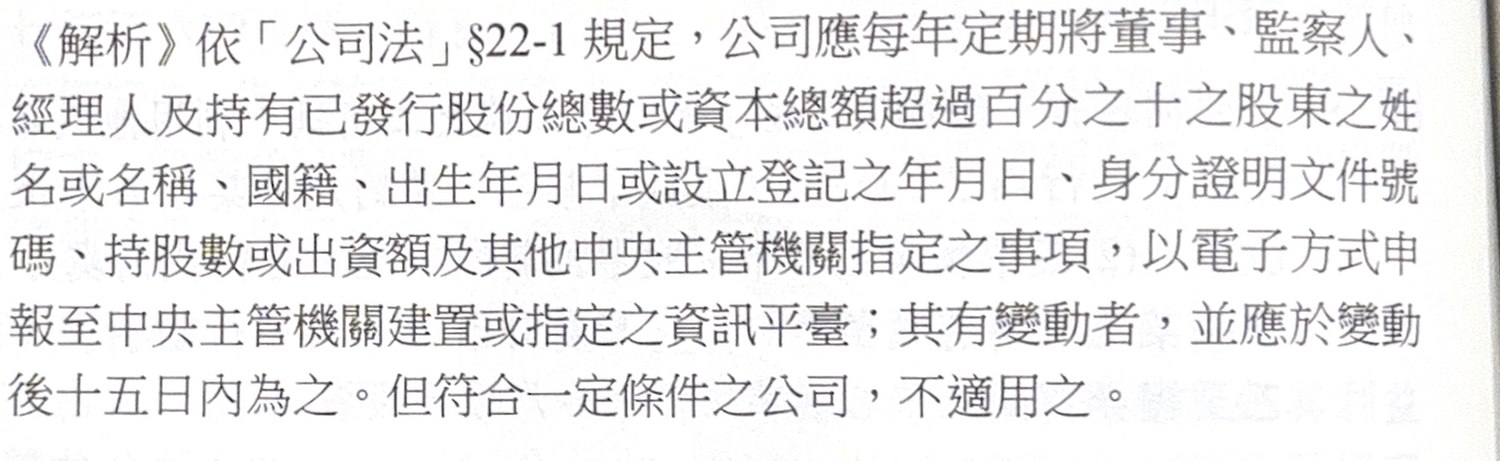 《解析》依「公司法」§22-1 規定，公司應每年定期將董事、監察人、
經理人及持有已發行股份總數或資本總額超過百分之十之股東之姓
名或名稱、國籍、出生年月日或設立登記之年月日、身分證明文件號
碼、持股數或出資額及其他中央主管機關指定之事項，以電子方式申
報至中央主管機關建置或指定之資訊平臺；其有變動者，並應於變動
後十五日內為之。但符合一定條件之公司，不適用之。